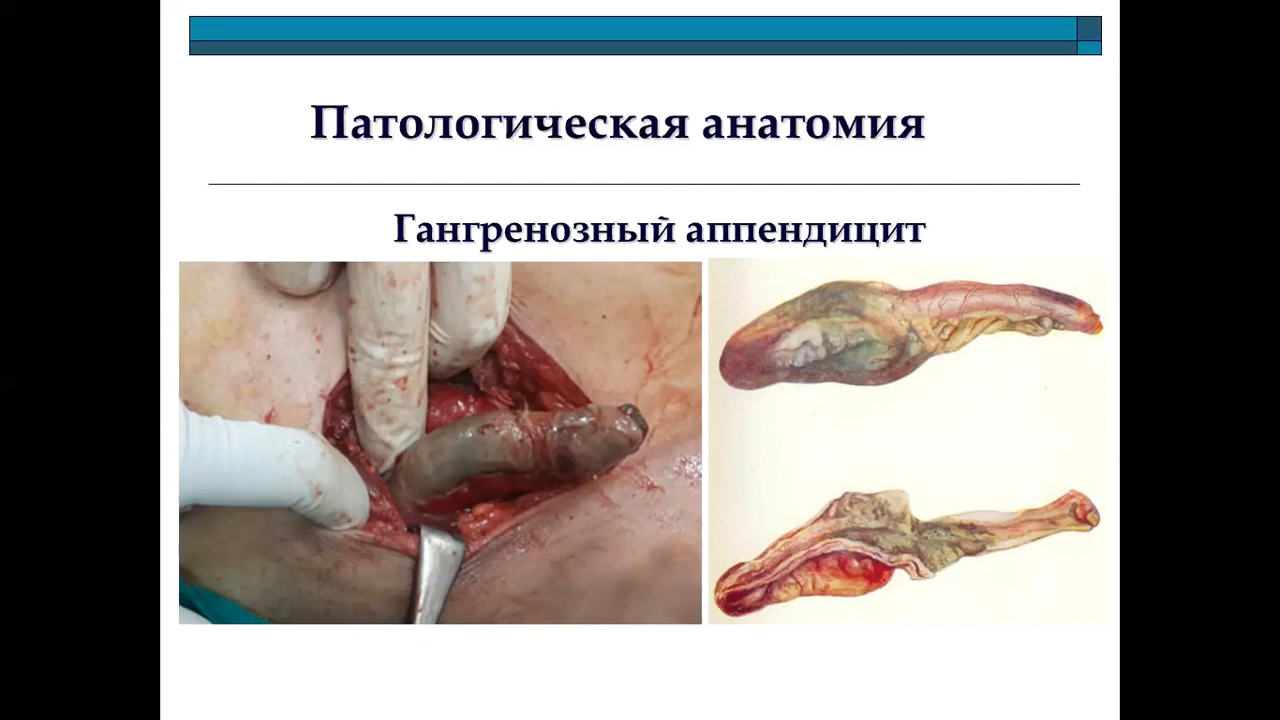 Патологическая анатомия
Гангренозный аппендицит